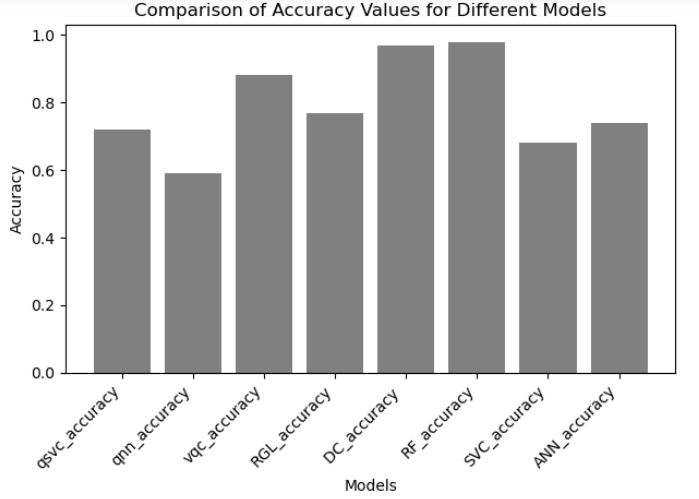 Comparison of Accuracy Values for Different Models
1.0
0.8
0.6
0.4
0.2
0.0
Accuracy
qsvc_accuracy
qnn_accuracy
vqc_accuracy
RGL_accuracy
DC_accuracy
RF_accuracy
SVC_accuracy
ANN_accuracy
Models